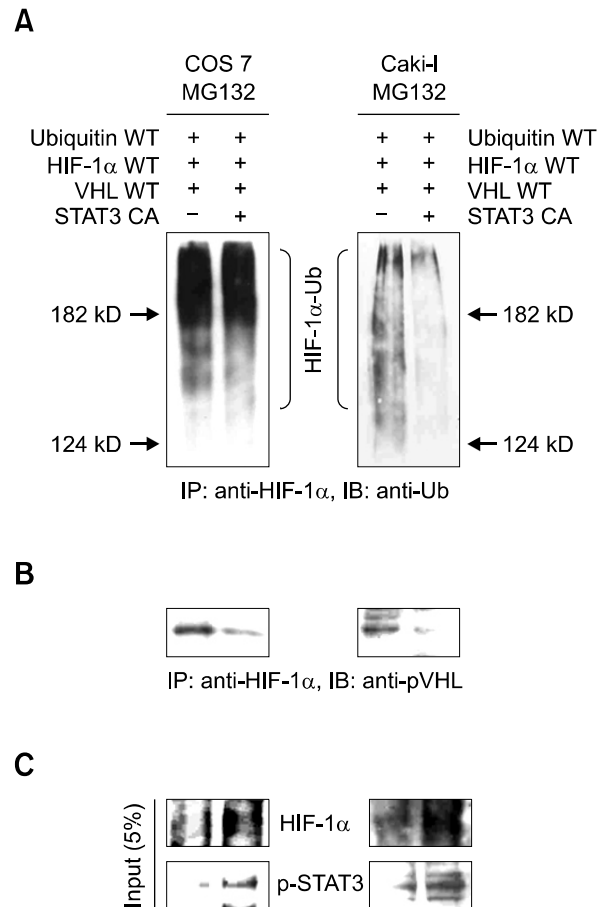 A
COS 7
MG132
Caki-I
MG132
Ubiquitin WT + + + + Ubiquitin WT
HIF-1α WT + + + + HIF-1α WT
VHL WT + + + + VHL WT
STAT3 CA − + − + STAT3 CA
HIF-1α-Ub
182 kD → ← 182 kD
124 kD → ← 124 kD
IP: anti-HIF-1α, IB: anti-Ub
B
IP: anti-HIF-1α, IB: anti-pVHL
C
Input (5%)
HIF-1α
p-STAT3